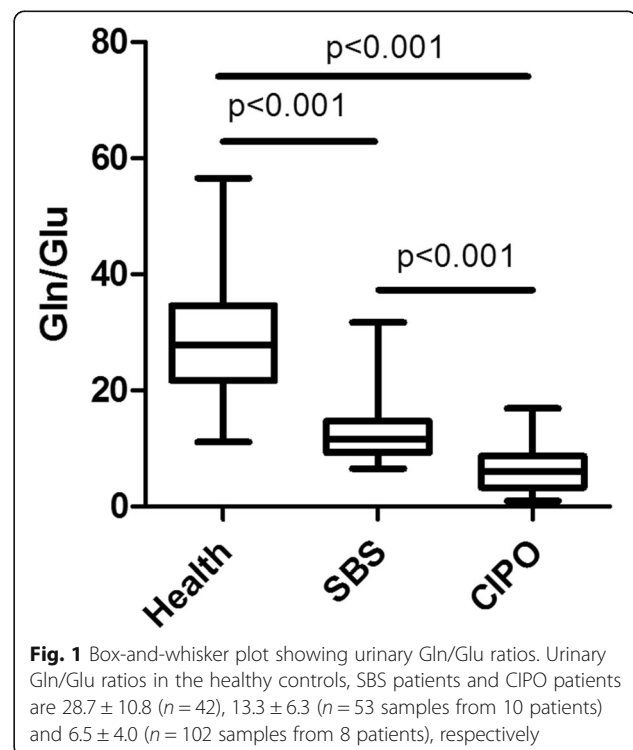 80
p<0.001
p<0.001
60
Gln/Glu
40
p<0.001
20
0
Health
SBS
CIPO
Fig. 1 Box-and-whisker plot showing urinary Gln/Glu ratios. Urinary
Gln/Glu ratios in the healthy controls, SBS patients and CIPO patients
are 28.7 ± 10.8 (n = 42), 13.3 ± 6.3 (n = 53 samples from 10 patients)
and 6.5 ± 4.0 (n = 102 samples from 8 patients), respectively